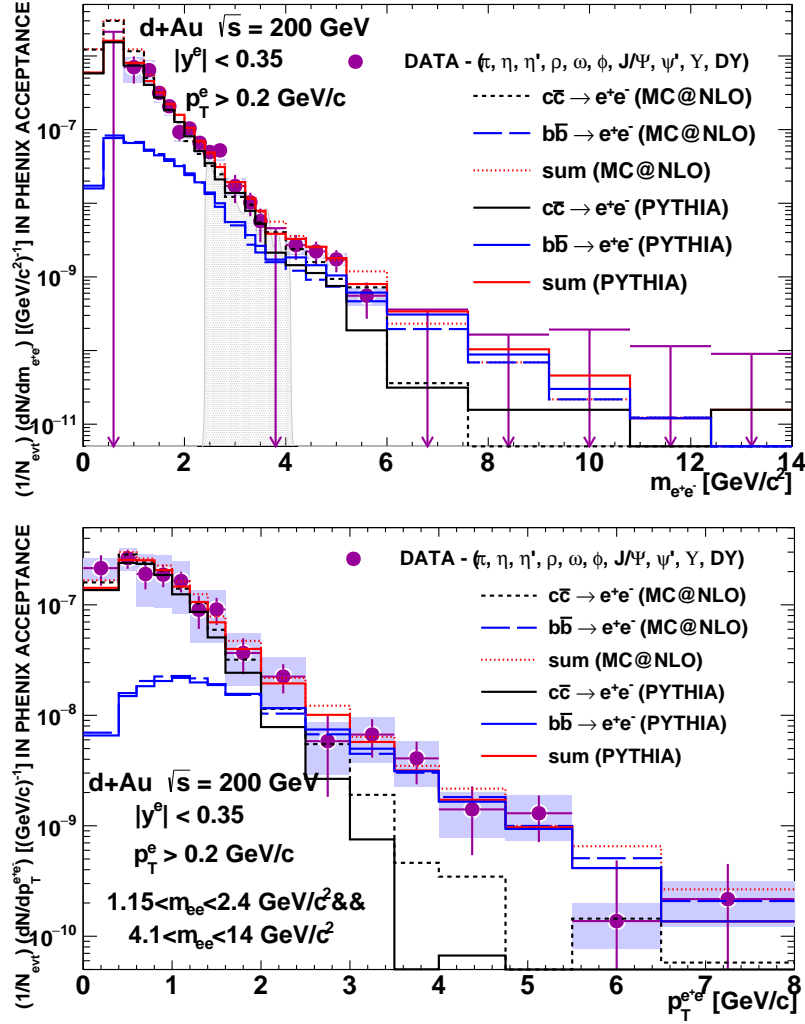 d+Au √s = 200 GeV
|yᵉ| < 0.35
p_T^e > 0.2 GeV/c
DATA - (π, η, η', ρ, ω, ϕ, J/Ψ, ψ', ϒ, DY)
cc̅ → e⁺e⁻ (MC@NLO)
bb̅ → e⁺e⁻ (MC@NLO)
sum (MC@NLO)
cc̅ → e⁺e⁻ (PYTHIA)
bb̅ → e⁺e⁻ (PYTHIA)
sum (PYTHIA)
(1/N_evt) (dN/dm_e⁺e⁻) [(GeV/c²)⁻¹] IN PHENIX ACCEPTANCE
10⁻⁷
10⁻⁹
10⁻¹¹
0 2 4 6 8 10 12 14
m_e⁺e⁻ [GeV/c²]
DATA - (π, η, η', ρ, ω, ϕ, J/Ψ, ψ', ϒ, DY)
cc̅ → e⁺e⁻ (MC@NLO)
bb̅ → e⁺e⁻ (MC@NLO)
sum (MC@NLO)
cc̅ → e⁺e⁻ (PYTHIA)
bb̅ → e⁺e⁻ (PYTHIA)
sum (PYTHIA)
d+Au √s = 200 GeV
|yᵉ| < 0.35
p_T^e > 0.2 GeV/c
1.15<m_ee<2.4 GeV/c²&&
4.1<m_ee<14 GeV/c²
(1/N_evt) (dN/dp_T^e⁺e⁻) [(GeV/c)⁻¹] IN PHENIX ACCEPTANCE
10⁻⁷
10⁻⁸
10⁻⁹
10⁻¹⁰
0 1 2 3 4 5 6 7 8
p_T^e⁺e⁻ [GeV/c]